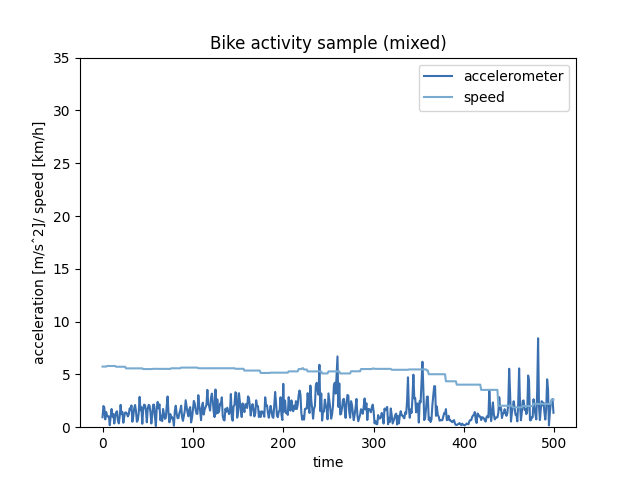 Bike activity sample (mixed)
accelerometer
speed
35
30
25
20
15
10
5
0
acceleration [m/sˆ2]/ speed [km/h]
0 100 200 300 400 500
time